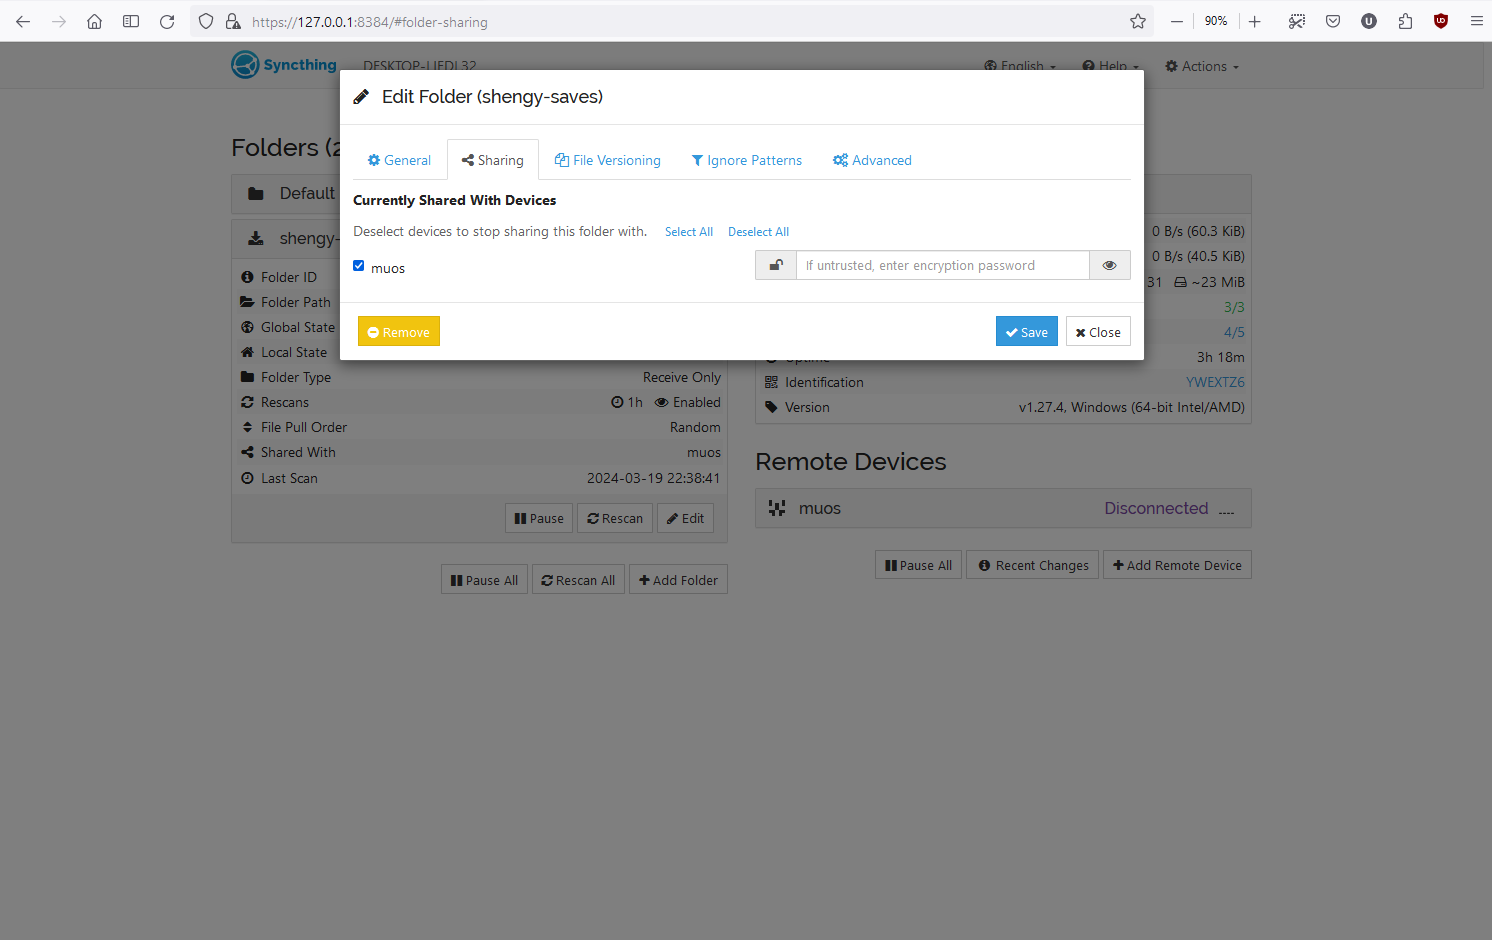 https://127.0.0.1:8384/#folder-sharing
90%
Syncthing
English
Help
Actions
Edit Folder (shengy-saves)
General
Sharing
File Versioning
Ignore Patterns
Advanced
Currently Shared With Devices
Deselect devices to stop sharing this folder with. Select All Deselect All
muos
If untrusted, enter encryption password
Remove
Save
Close
Folders (2
Default
shengy-
Folder ID
Folder Path
Global State
Local State
Folder Type Receive Only
Rescans 1h Enabled
File Pull Order Random
Shared With muos
Last Scan 2024-03-19 22:38:41
Pause Rescan Edit
Pause All Rescan All Add Folder
0 B/s (60.3 KiB)
0 B/s (40.5 KiB)
31 ~23 MiB
3/3
4/5
Uptime 3h 18m
Identification YWEXTZ6
Version v1.27.4, Windows (64-bit Intel/AMD)
Remote Devices
muos Disconnected
Pause All Recent Changes Add Remote Device